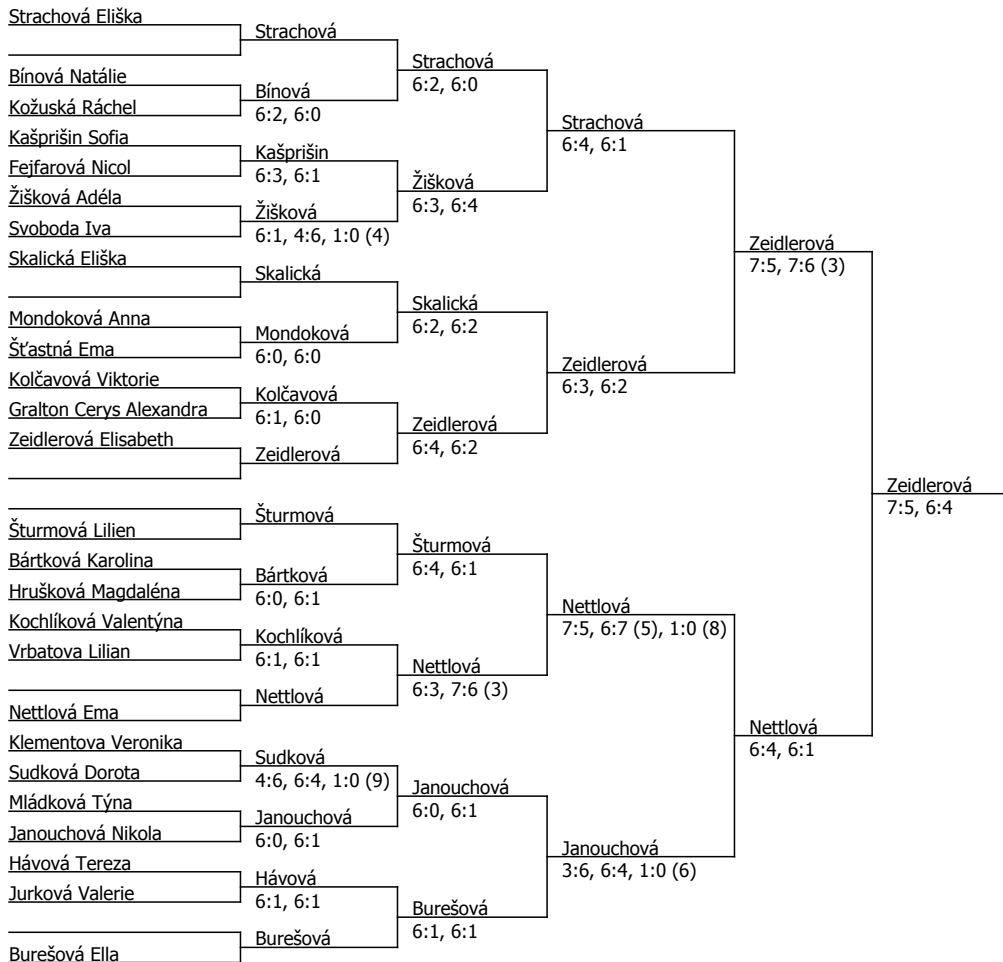 Strachová Eliška
Strachová
Strachová
6:2, 6:0
Bínová Natálie
Bínová
6:2, 6:0
Kožuská Ráchel
Strachová
6:4, 6:1
Kašprišin Sofia
Kašprišin
6:3, 6:1
Fejfarová Nicol
Žišková
6:3, 6:4
Žišková Adéla
Žišková
6:1, 4:6, 1:0 (4)
Svoboda Iva
Zeidlerová
7:5, 7:6 (3)
Skalická Eliška
Skalická
Skalická
6:2, 6:2
Mondoková Anna
Mondoková
6:0, 6:0
Šťastná Ema
Zeidlerová
6:3, 6:2
Kolčavová Viktorie
Kolčavová
6:1, 6:0
Gralton Cerys Alexandra
Zeidlerová
6:4, 6:2
Zeidlerová Elisabeth
Zeidlerová
Zeidlerová
7:5, 6:4
Šturmová
Šturmová Lilien
Šturmová
6:4, 6:1
Bártková Karolina
Bártková
6:0, 6:1
Hrušková Magdaléna
Nettlová
7:5, 6:7 (5), 1:0 (8)
Kochlíková Valentýna
Kochlíková
6:1, 6:1
Vrbatova Lilian
Nettlová
6:3, 7:6 (3)
Nettlová
Nettlová Ema
Nettlová
6:4, 6:1
Klementova Veronika
Sudková
4:6, 6:4, 1:0 (9)
Sudková Dorota
Janouchová
6:0, 6:1
Mládková Týna
Janouchová
6:0, 6:1
Janouchová Nikola
Janouchová
3:6, 6:4, 1:0 (6)
Hávová Tereza
Hávová
6:1, 6:1
Jurková Valerie
Burešová
6:1, 6:1
Burešová
Burešová Ella